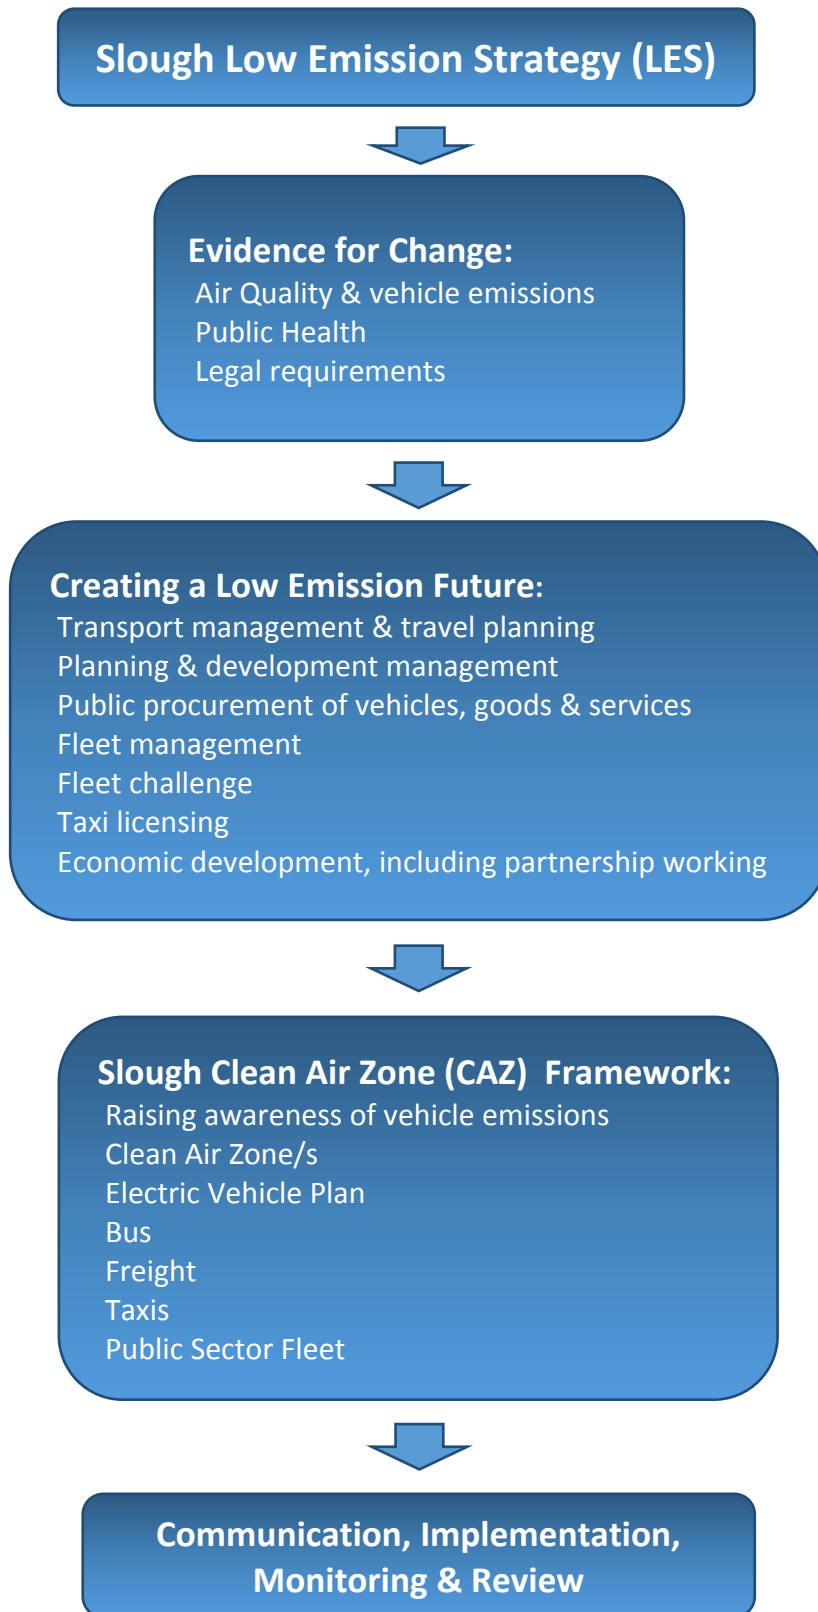 Slough Low Emission Strategy (LES)
Evidence for Change:
Air Quality & vehicle emissions
Public Health
Legal requirements
Creating a Low Emission Future:
Transport management & travel planning
Planning & development management
Public procurement of vehicles, goods & services
Fleet management
Fleet challenge
Taxi licensing
Economic development, including partnership working
Slough Clean Air Zone (CAZ)  Framework:
Raising awareness of vehicle emissions
Clean Air Zone/s
Electric Vehicle Plan
Bus
Freight
Taxis
Public Sector Fleet
Communication, Implementation,
Monitoring & Review